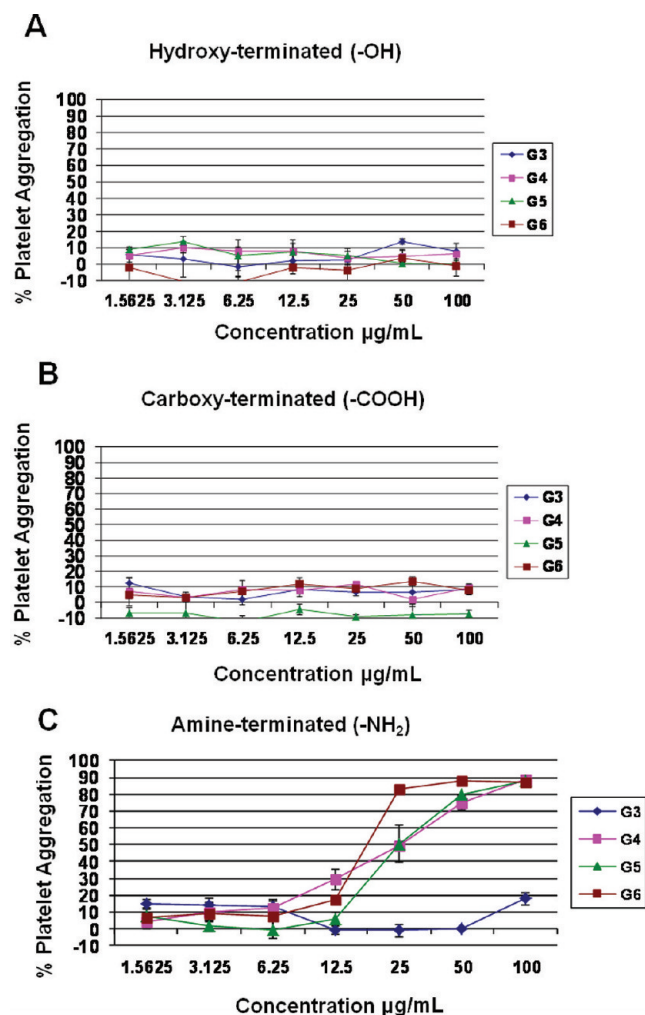 A
Hydroxy-terminated (-OH)
% Platelet Aggregation
100
90
80
70
60
50
40
30
20
10
0
-10
1.5625 3.125 6.25 12.5 25 50 100
Concentration µg/mL
G3
G4
G5
G6
B
Carboxy-terminated (-COOH)
% Platelet Aggregation
100
90
80
70
60
50
40
30
20
10
0
-10
1.5625 3.125 6.25 12.5 25 50 100
Concentration µg/mL
G3
G4
G5
G6
C
Amine-terminated (-NH₂)
% Platelet Aggregation
100
90
80
70
60
50
40
30
20
10
0
-10
1.5625 3.125 6.25 12.5 25 50 100
Concentration µg/mL
G3
G4
G5
G6